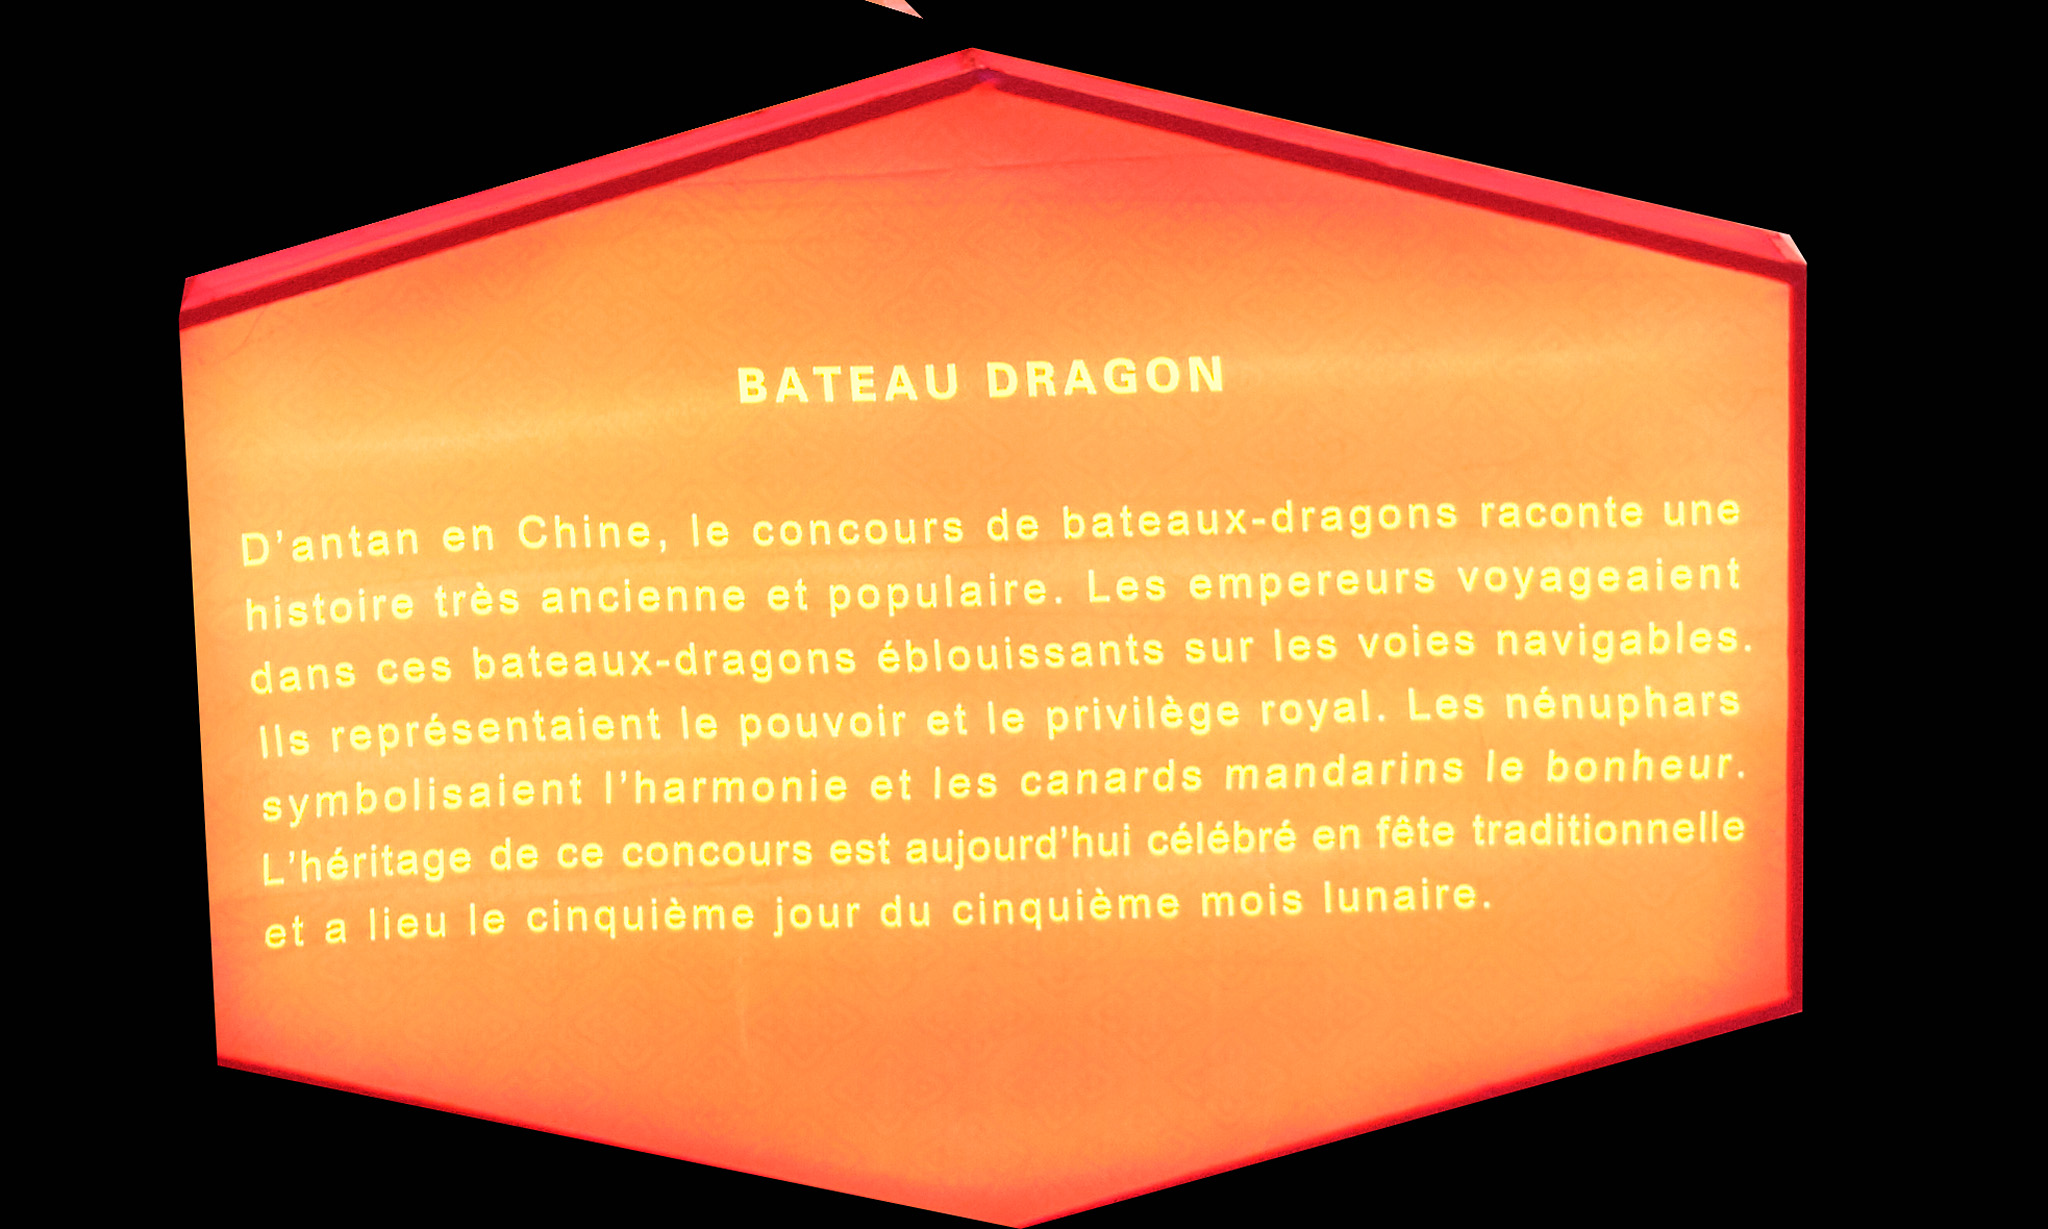 BATEAU DRAGON
D'antan en Chine, le concours de bateaux-dragons raconte une
histoire très ancienne et populaire. Les empereurs voyageaient
dans ces bateaux-dragons éblouissants sur les voies navigables.
Ils représentaient le pouvoir et le privilège royal. Les nénuphars
symbolisaient l'harmonie et les canards mandarins le bonheur.
L'héritage de ce concours est aujourd'hui célébré en fête traditionnelle
et a lieu le cinquième jour du cinquième mois lunaire.